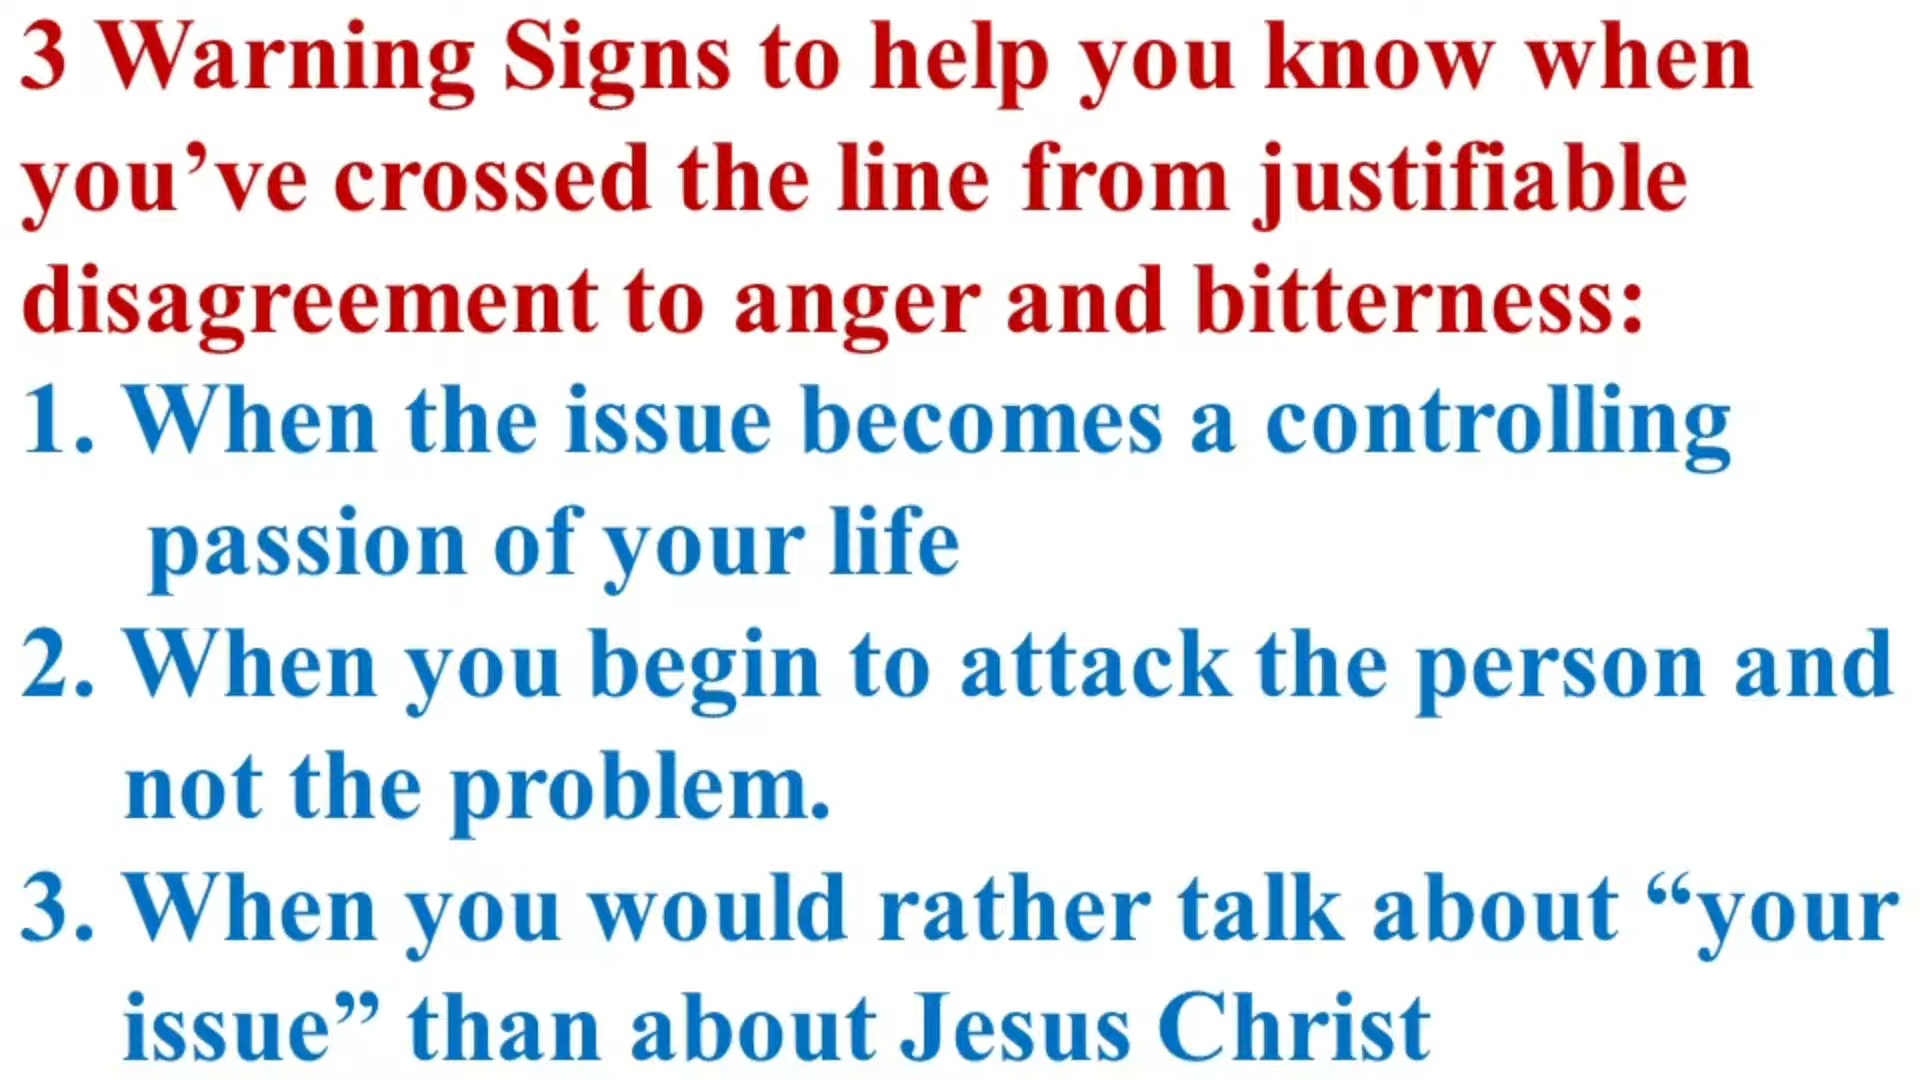 3 Warning Signs to help you know when
you’ve crossed the line from justifiable
disagreement to anger and bitterness:
1. When the issue becomes a controlling
passion of your life
2. When you begin to attack the person and
not the problem.
3. When you would rather talk about “your
issue” than about Jesus Christ